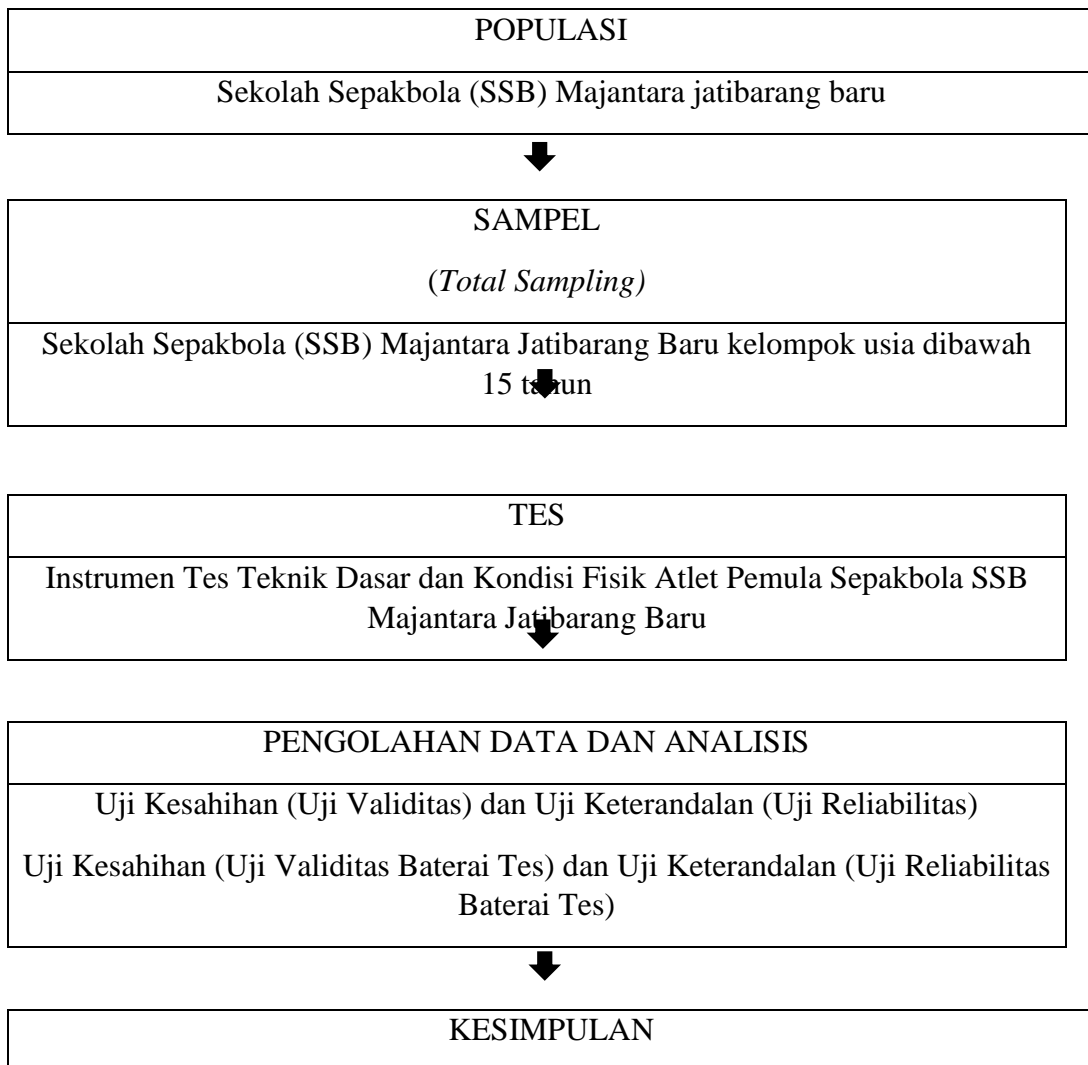 POPULASI
Sekolah Sepakbola (SSB) Majantara jatibarang baru
SAMPEL
(Total Sampling)
Sekolah Sepakbola (SSB) Majantara Jatibarang Baru kelompok usia dibawah
15 tahun
TES
Instrumen Tes Teknik Dasar dan Kondisi Fisik Atlet Pemula Sepakbola SSB
Majantara Jatibarang Baru
PENGOLAHAN DATA DAN ANALISIS
Uji Kesahihan (Uji Validitas) dan Uji Keterandalan (Uji Reliabilitas)
Uji Kesahihan (Uji Validitas Baterai Tes) dan Uji Keterandalan (Uji Reliabilitas
Baterai Tes)
KESIMPULAN